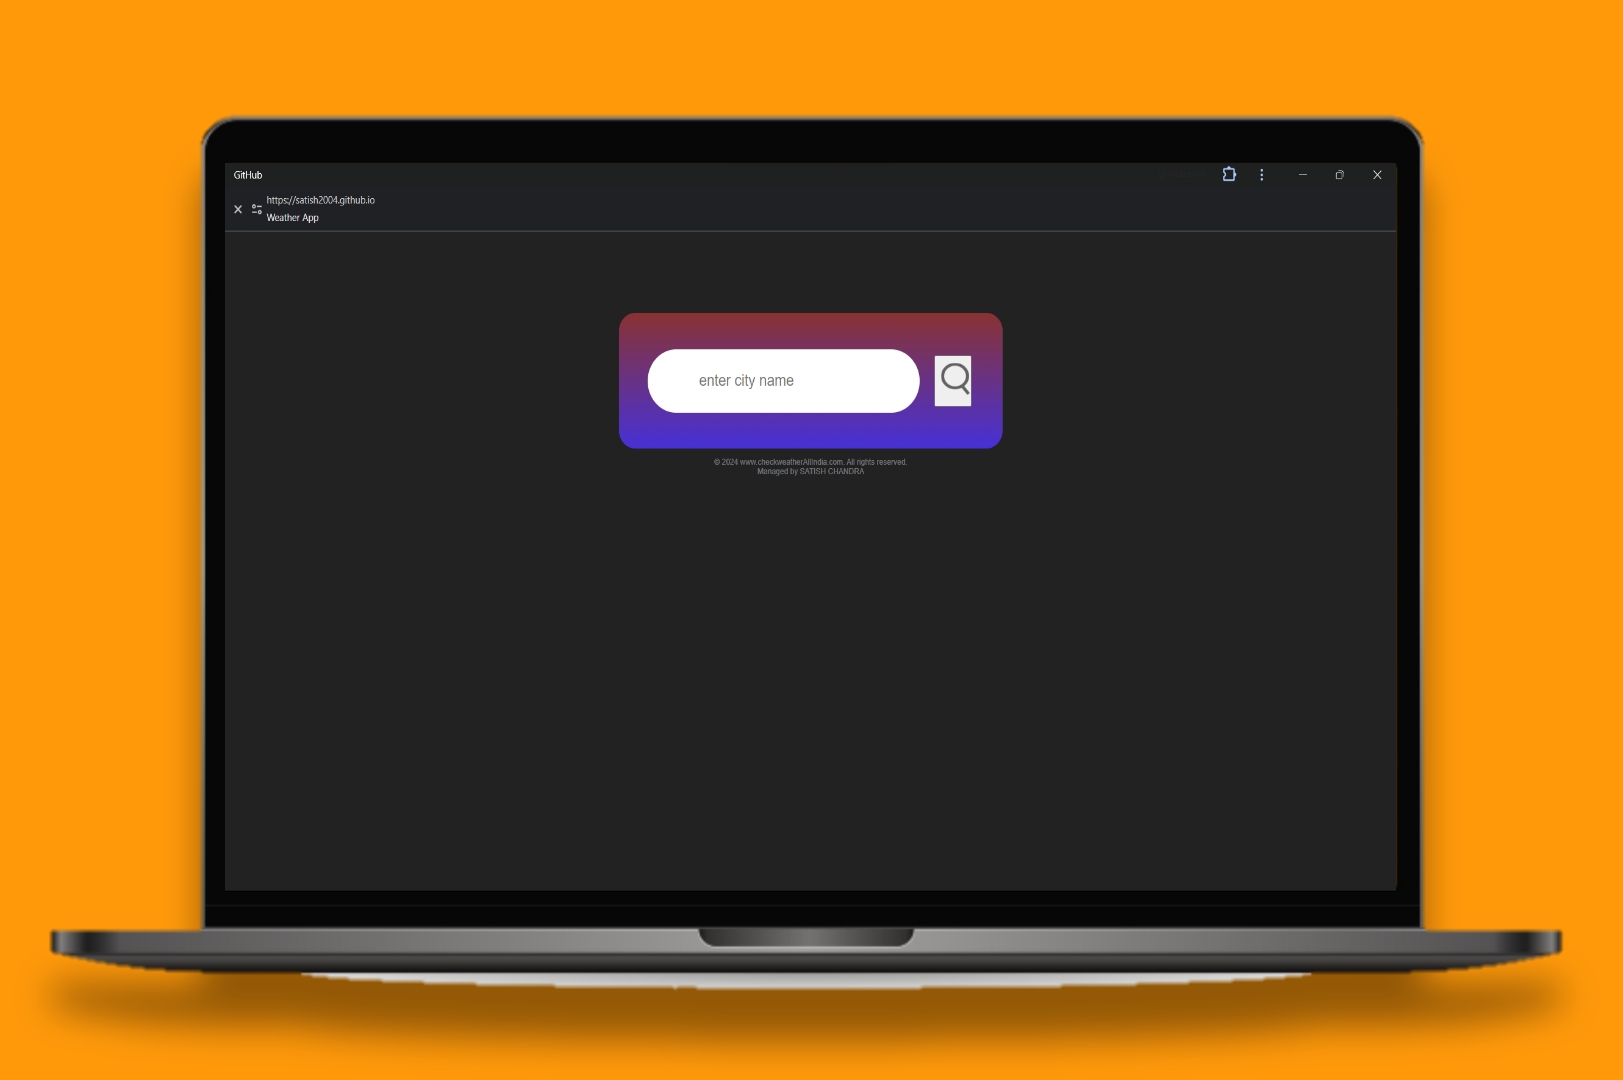 GitHub
https://satish2004.github.io
Weather App
enter city name
© 2024 www.checkweatherAllindia.com. All rights reserved.
Managed by SATISH CHANDRA